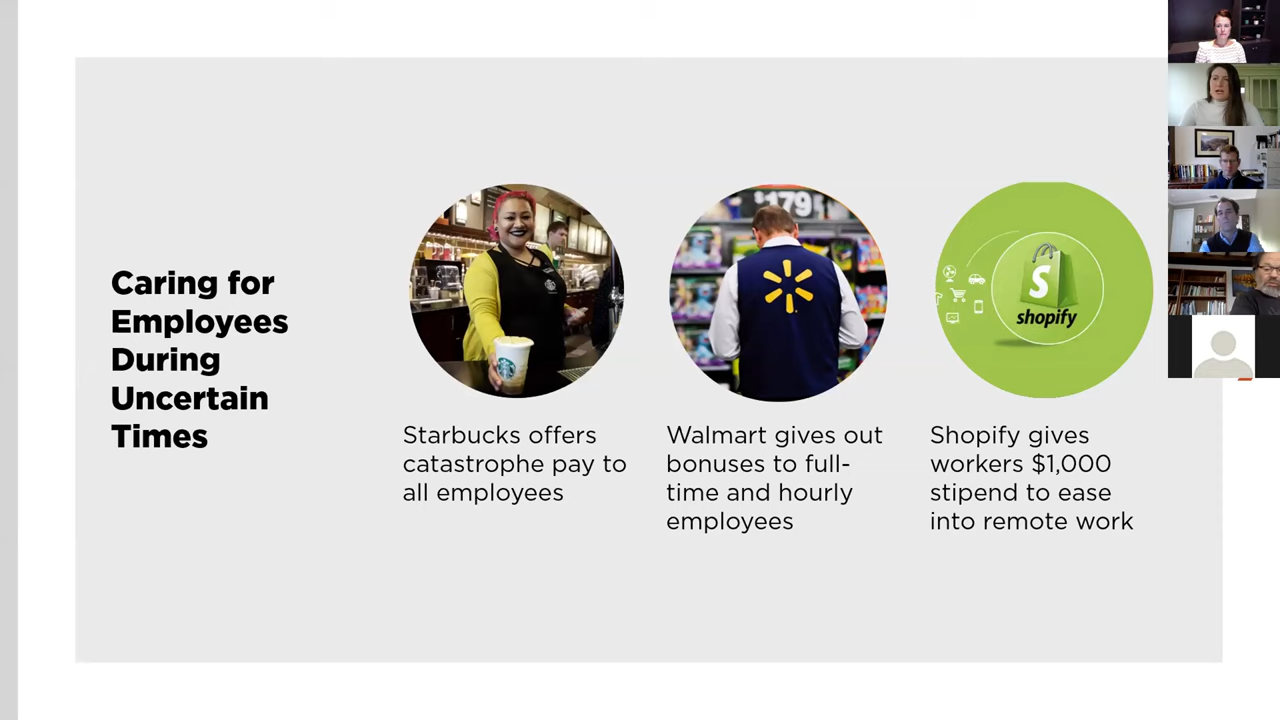 Caring for
Employees
During
Uncertain
Times
$179
shopify
Starbucks offers
catastrophe pay to
all employees
Walmart gives out
bonuses to full-
time and hourly
employees
Shopify gives
workers $1,000
stipend to ease
into remote work